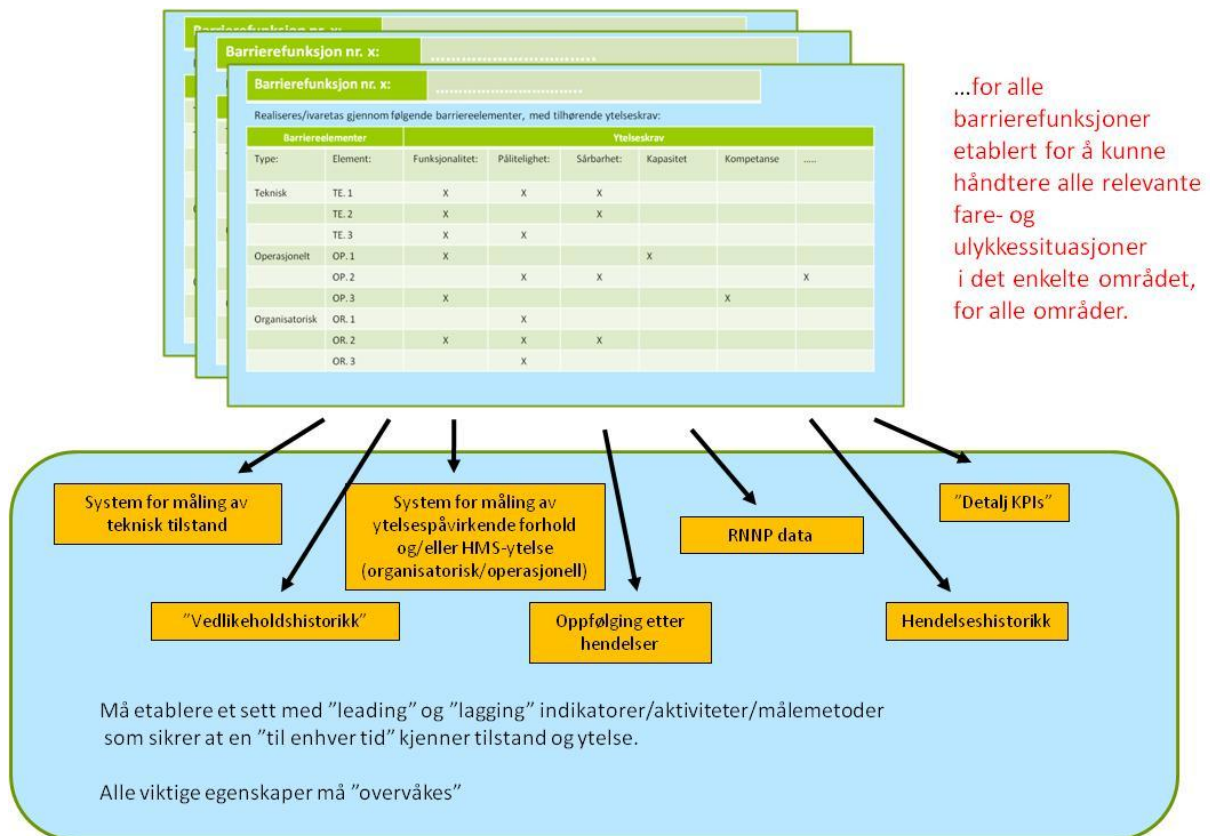 Barrierefunksjon nr. x:
Barrierefunksjon nr. x: ................................
Barrierefunksjon nr. x: ................................
Realiseres/ivaretas gjennom følgende barriereelementer, med tilhørende ytelseskrav:
Barriereelementer Ytelseskrav
Type: Element: Funksjonalitet: Pålitelighet: Sårbarhet: Kapasitet Kompetanse .....
Teknisk TE. 1 X X X
TE. 2 X X
TE. 3 X X
Operasjonelt OP. 1 X X
OP. 2 X X X
OP. 3 X X
Organisatorisk OR. 1 X
OR. 2 X X X
OR. 3 X
...for alle
barrierefunksjoner
etablert for å kunne
håndtere alle relevante
fare- og
ulykkessituasjoner
i det enkelte området,
for alle områder.
System for måling av
teknisk tilstand
System for måling av
ytelsespåvirkende forhold
og/eller HMS-ytelse
(organisatorisk/operasjonell)
RNNP data
"Detalj KPIs"
"Vedlikeholdshistorikk"
Oppfølging etter
hendelser
Hendelseshistorikk
Må etablere et sett med "leading" og "lagging" indikatorer/aktiviteter/målemetoder
som sikrer at en "til enhver tid" kjenner tilstand og ytelse.
Alle viktige egenskaper må "overvåkes"